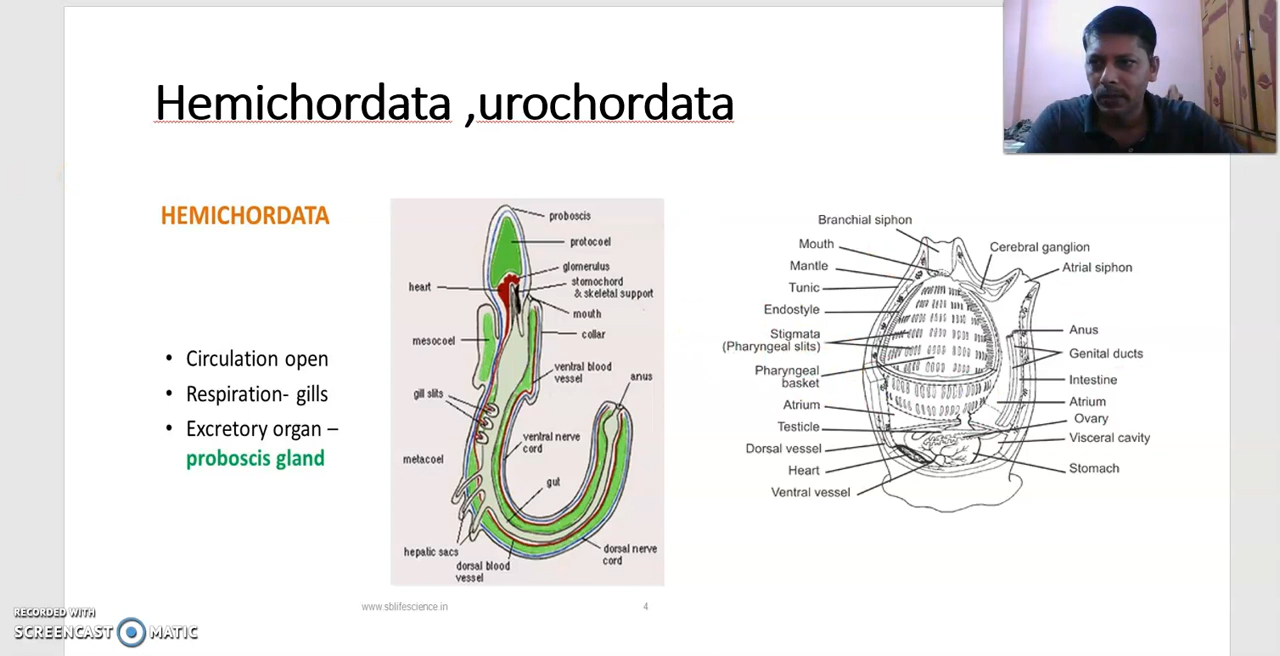 Hemichordata ,urochordata
HEMICHORDATA
• Circulation open
• Respiration- gills
• Excretory organ –
proboscis gland
proboscis
protocoel
glomerulus
stomochord
& skeletal support
heart
mouth
collar
mesocoel
ventral blood
vessel
anus
gill slits
ventral nerve
cord
metacoel
gut
hepatic sacs
dorsal blood
vessel
dorsal nerve
cord
Branchial siphon
Mouth
Mantle
Tunic
Endostyle
Stigmata
(Pharyngeal slits)
Pharyngeal
basket
Atrium
Testicle
Dorsal vessel
Heart
Ventral vessel
Cerebral ganglion
Atrial siphon
Anus
Genital ducts
Intestine
Atrium
Ovary
Visceral cavity
Stomach
www.sblifescience.in
4
RECORDED WITH
SCREENCAST MATIC